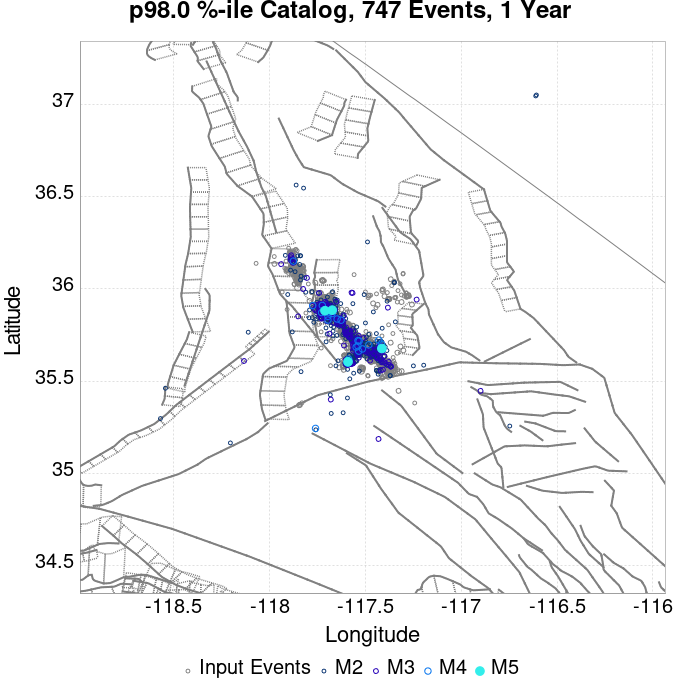 p98.0 %-ile Catalog, 747 Events, 1 Year
37
36.5
36
35.5
35
34.5
Latitude
-118.5
-118
-117.5
-117
-116.5
-116
Longitude
Input Events
M2
M3
M4
M5